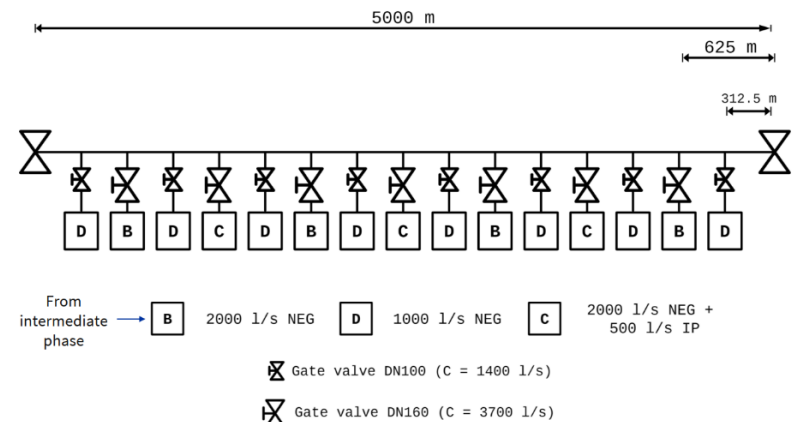 5000 m
625 m
312.5 m
D B D C D B D C D B D C D B D
From
intermediate
phase
B 2000 l/s NEG D 1000 l/s NEG C 2000 l/s NEG +
500 l/s IP
Gate valve DN100 (C = 1400 l/s)
Gate valve DN160 (C = 3700 l/s)